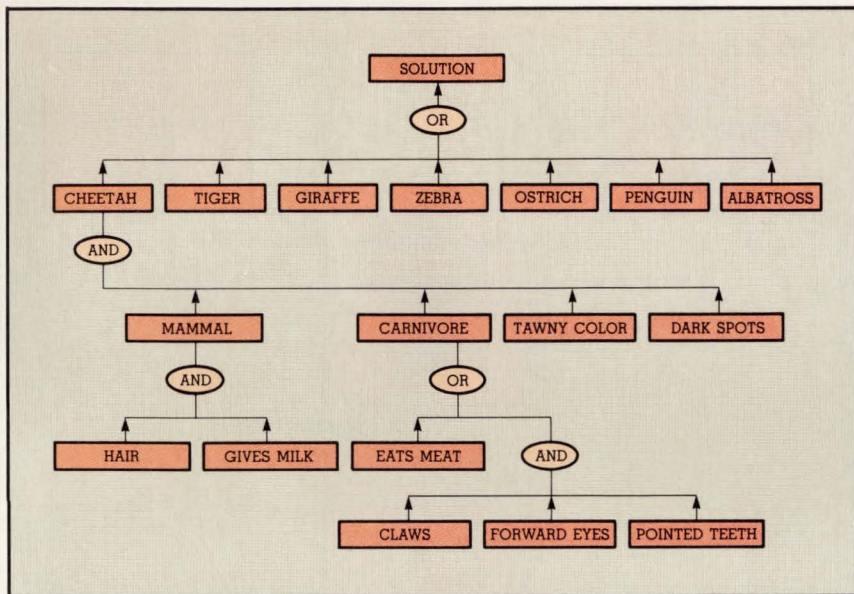 SOLUTION
OR
CHEETAH TIGER GIRAFFE ZEBRA OSTRICH PENGUIN ALBATROSS
AND
MAMMAL CARNIVORE TAWNY COLOR DARK SPOTS
AND OR
HAIR GIVES MILK EATS MEAT AND
CLAWS FORWARD EYES POINTED TEETH